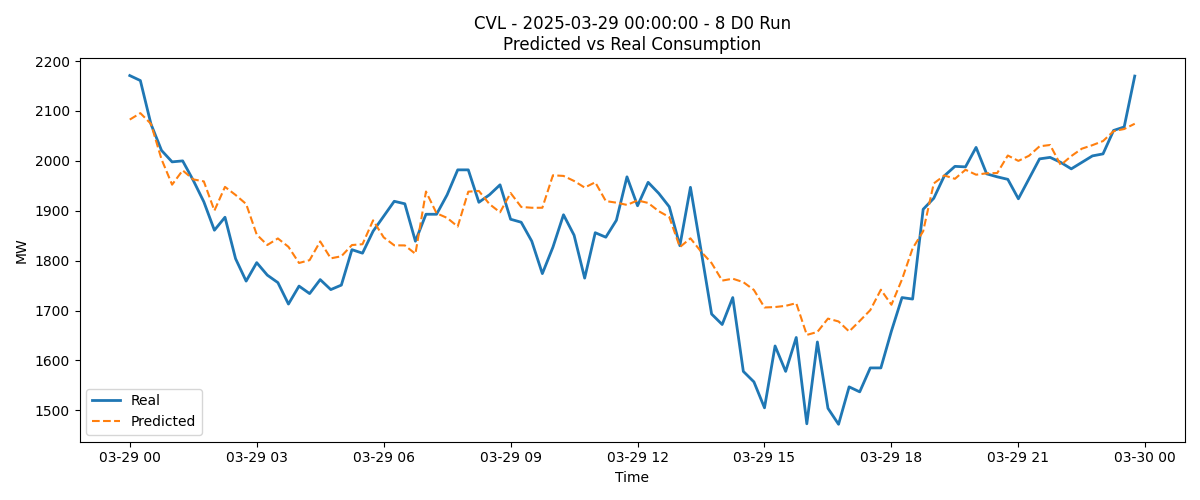 CVL - 2025-03-29 00:00:00 - 8 D0 Run
Predicted vs Real Consumption
2200
2100
2000
1900
1800
1700
1600
1500
MW
Real
Predicted
03-29 00
03-29 03
03-29 06
03-29 09
03-29 12
03-29 15
03-29 18
03-29 21
03-30 00
Time